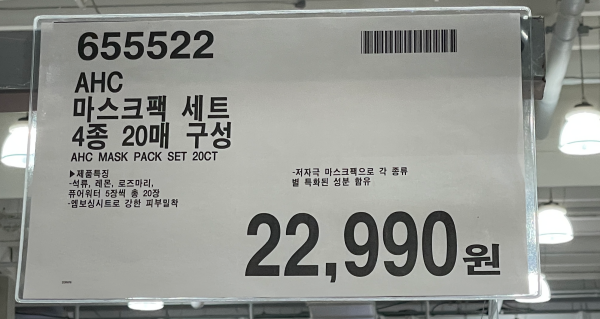 655522
AHC
마스크팩 세트
4종 20매 구성
AHC MASK PACK SET 20CT
▶제품특징
-석류, 레몬, 로즈마리,
퓨어워터 5장씩 총 20장
-엠보싱시트로 강한 피부밀착
-저자극 마스크팩으로 각 종류
별 특화된 성분 함유
22,990원